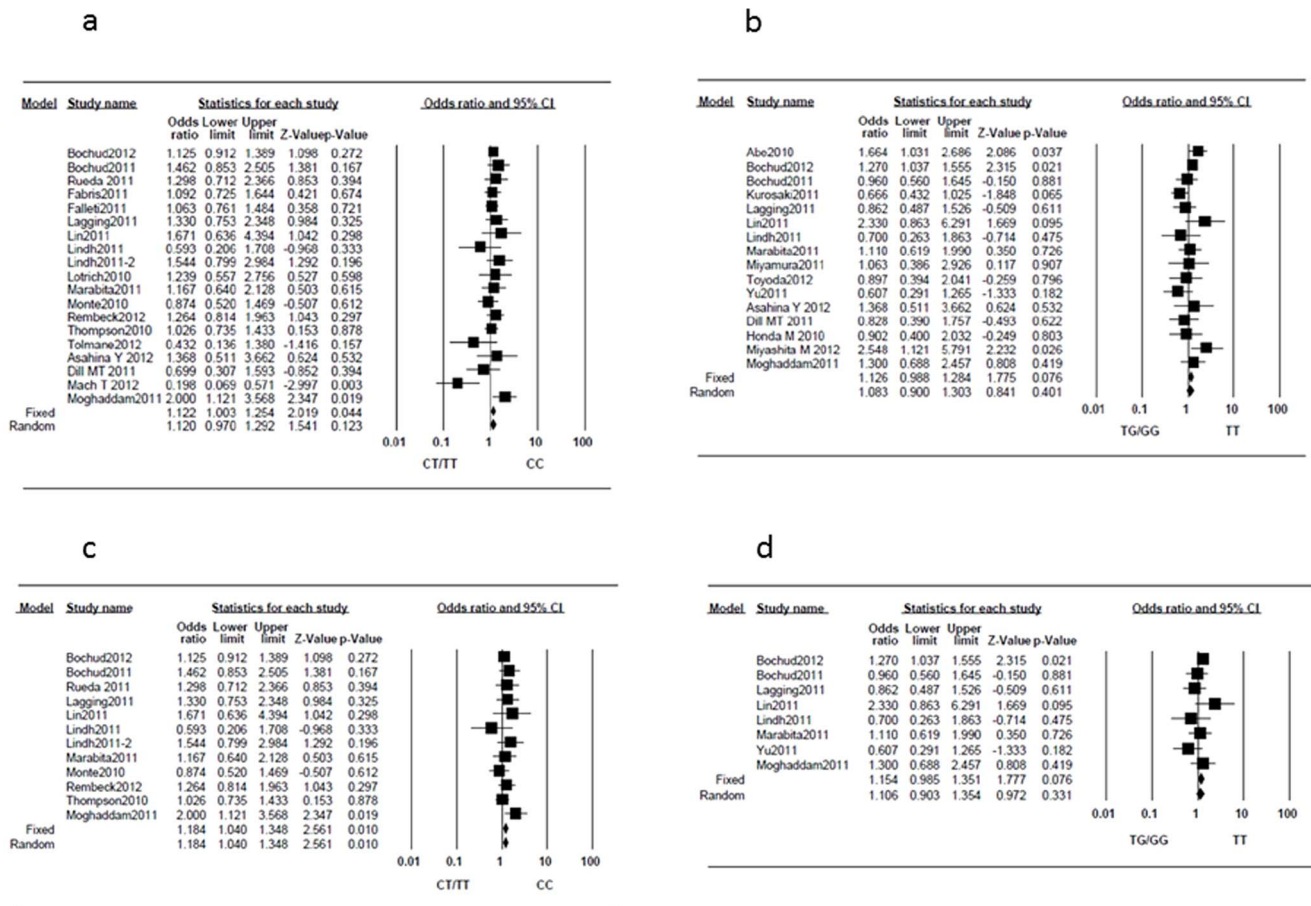 a
Model Study name Statistics for each study Odds ratio and 95% CI
Odds Lower Upper
ratio limit limit Z-Value p-Value
Bochud2012 1.125 0.912 1.389 1.098 0.272
Bochud2011 1.462 0.853 2.505 1.381 0.167
Rueda 2011 1.298 0.712 2.366 0.853 0.394
Fabris2011 1.092 0.725 1.644 0.421 0.674
Falleti2011 1.063 0.761 1.484 0.358 0.721
Lagging2011 1.330 0.753 2.348 0.984 0.325
Lin2011 1.671 0.636 4.394 1.042 0.298
Lindh2011 0.593 0.206 1.708 -0.968 0.333
Lindh2011-2 1.544 0.799 2.984 1.292 0.196
Lotrich2010 1.239 0.557 2.756 0.527 0.598
Marabita2011 1.167 0.640 2.128 0.503 0.615
Monte2010 0.874 0.520 1.469 -0.507 0.612
Rembeck2012 1.264 0.814 1.963 1.043 0.297
Thompson2010 1.026 0.735 1.433 0.153 0.878
Tolmane2012 0.432 0.136 1.380 -1.416 0.157
Asahina Y 2012 1.368 0.511 3.662 0.624 0.532
Dill MT 2011 0.699 0.307 1.593 -0.852 0.394
Mach T 2012 0.198 0.069 0.571 -2.997 0.003
Moghaddam2011 2.000 1.121 3.568 2.347 0.019
Fixed 1.122 1.003 1.254 2.019 0.044
Random 1.120 0.970 1.292 1.541 0.123
0.01 0.1 1 10 100
CT/TT CC
b
Model Study name Statistics for each study Odds ratio and 95% CI
Odds Lower Upper
ratio limit limit Z-Value p-Value
Abe2010 1.664 1.031 2.686 2.086 0.037
Bochud2012 1.270 1.037 1.555 2.315 0.021
Bochud2011 0.960 0.560 1.645 -0.150 0.881
Kurosaki2011 0.666 0.432 1.025 -1.848 0.065
Lagging2011 0.862 0.487 1.526 -0.509 0.611
Lin2011 2.330 0.863 6.291 1.669 0.095
Lindh2011 0.700 0.263 1.863 -0.714 0.475
Marabita2011 1.110 0.619 1.990 0.350 0.726
Miyamura2011 1.063 0.386 2.926 0.117 0.907
Toyoda2012 0.897 0.394 2.041 -0.259 0.796
Yu2011 0.607 0.291 1.265 -1.333 0.182
Asahina Y 2012 1.368 0.511 3.662 0.624 0.532
Dill MT 2011 0.828 0.390 1.757 -0.493 0.622
Honda M 2010 0.902 0.400 2.032 -0.249 0.803
Miyashita M 2012 2.548 1.121 5.791 2.232 0.026
Moghaddam2011 1.300 0.688 2.457 0.808 0.419
Fixed 1.126 0.988 1.284 1.775 0.076
Random 1.083 0.900 1.303 0.841 0.401
0.01 0.1 1 10 100
TG/GG TT
c
Model Study name Statistics for each study Odds ratio and 95% CI
Odds Lower Upper
ratio limit limit Z-Value p-Value
Bochud2012 1.125 0.912 1.389 1.098 0.272
Bochud2011 1.462 0.853 2.505 1.381 0.167
Rueda 2011 1.298 0.712 2.366 0.853 0.394
Lagging2011 1.330 0.753 2.348 0.984 0.325
Lin2011 1.671 0.636 4.394 1.042 0.298
Lindh2011 0.593 0.206 1.708 -0.968 0.333
Lindh2011-2 1.544 0.799 2.984 1.292 0.196
Marabita2011 1.167 0.640 2.128 0.503 0.615
Monte2010 0.874 0.520 1.469 -0.507 0.612
Rembeck2012 1.264 0.814 1.963 1.043 0.297
Thompson2010 1.026 0.735 1.433 0.153 0.878
Moghaddam2011 2.000 1.121 3.568 2.347 0.019
Fixed 1.184 1.040 1.348 2.561 0.010
Random 1.184 1.040 1.348 2.561 0.010
0.01 0.1 1 10 100
CT/TT CC
d
Model Study name Statistics for each study Odds ratio and 95% CI
Odds Lower Upper
ratio limit limit Z-Value p-Value
Bochud2012 1.270 1.037 1.555 2.315 0.021
Bochud2011 0.960 0.560 1.645 -0.150 0.881
Lagging2011 0.862 0.487 1.526 -0.509 0.611
Lin2011 2.330 0.863 6.291 1.669 0.095
Lindh2011 0.700 0.263 1.863 -0.714 0.475
Marabita2011 1.110 0.619 1.990 0.350 0.726
Yu2011 0.607 0.291 1.265 -1.333 0.182
Moghaddam2011 1.300 0.688 2.457 0.808 0.419
Fixed 1.154 0.985 1.351 1.777 0.076
Random 1.106 0.903 1.354 0.972 0.331
0.01 0.1 1 10 100
TG/GG TT